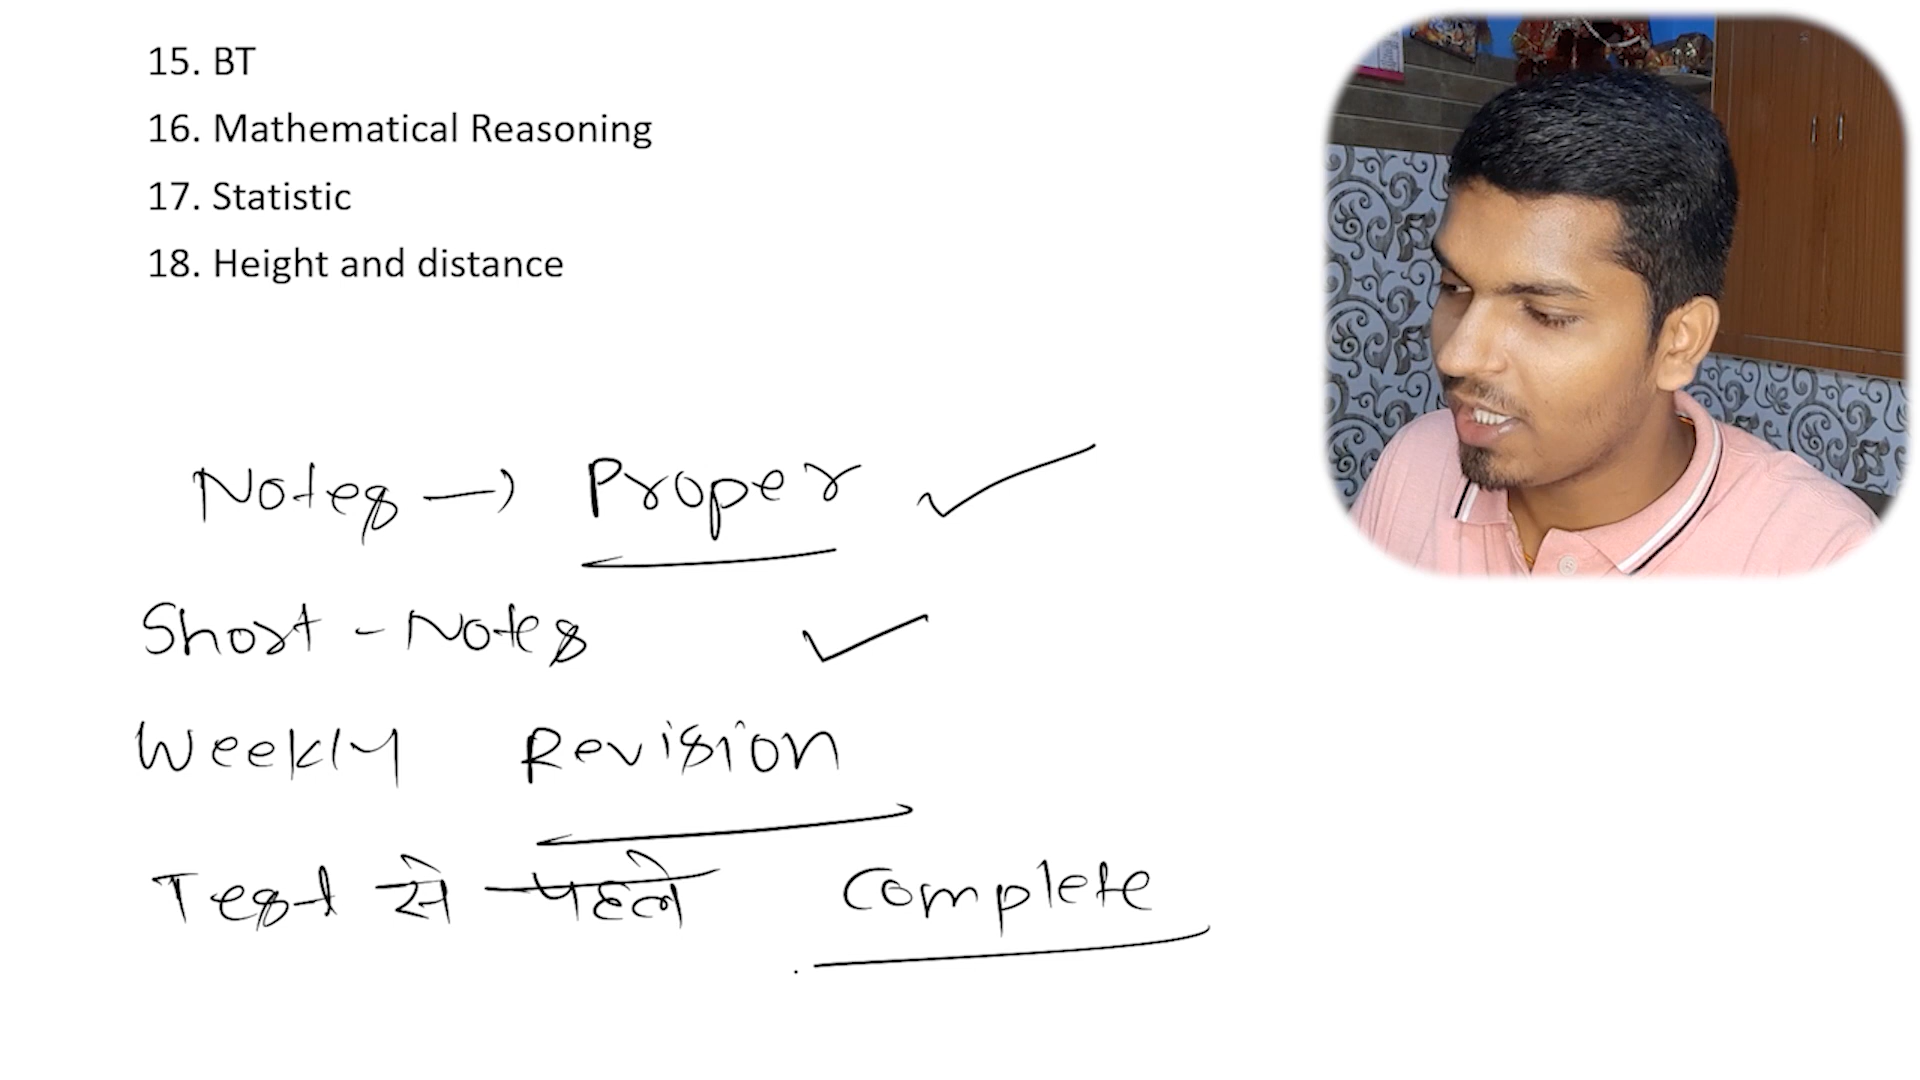 15. BT
16. Mathematical Reasoning
17. Statistic
18. Height and distance
Notes → Proper ✓
Short - Notes ✓
Weekly Revision
Test से पहले Complete